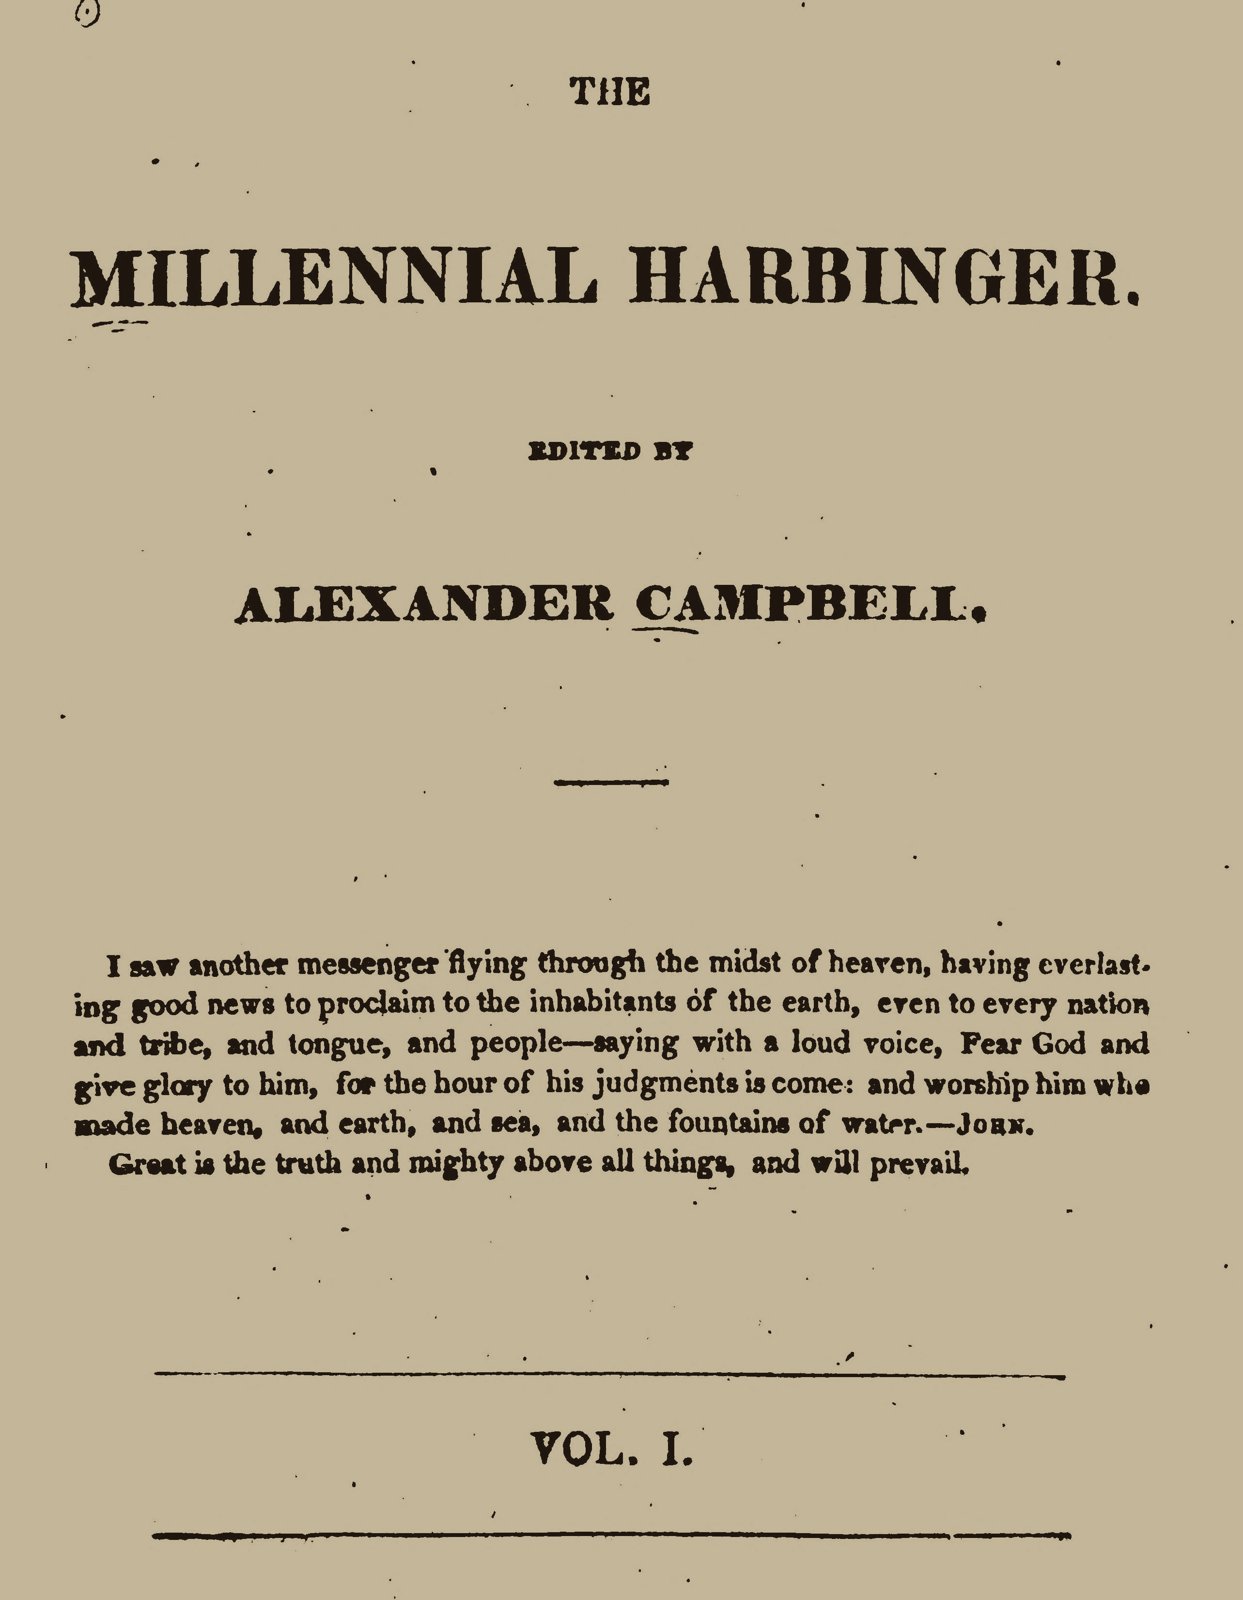 THE
MILLENNIAL HARBINGER.
EDITED BY
ALEXANDER CAMPBELL.
I saw another messenger flying through the midst of heaven, having everlast-
ing good news to proclaim to the inhabitants of the earth, even to every nation
and tribe, and tongue, and people—saying with a loud voice, Fear God and
give glory to him, for the hour of his judgments is come: and worship him who
made heaven, and earth, and sea, and the fountains of water.—JOHN.
Great is the truth and mighty above all things, and will prevail.
VOL. I.